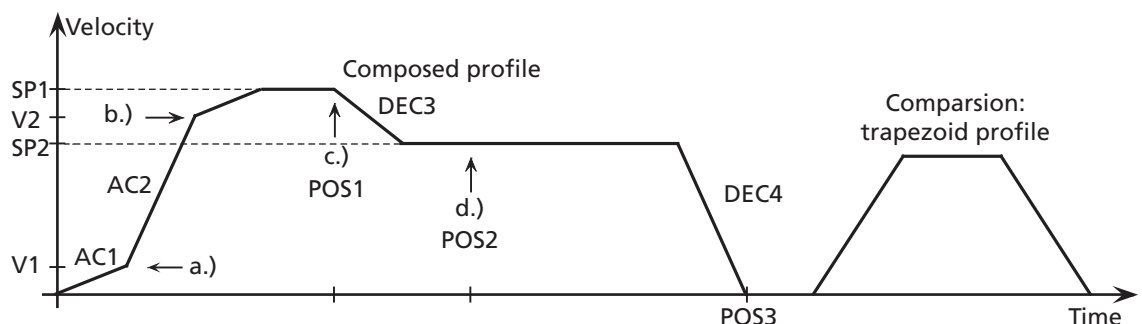 Velocity
SP1
Composed profile
b.)
DEC3
V2
Comparsion:
trapezoid profile
SP2
c.)
AC2
POS1
DEC4
d.)
POS2
AC1
V1
a.)
POS3
Time